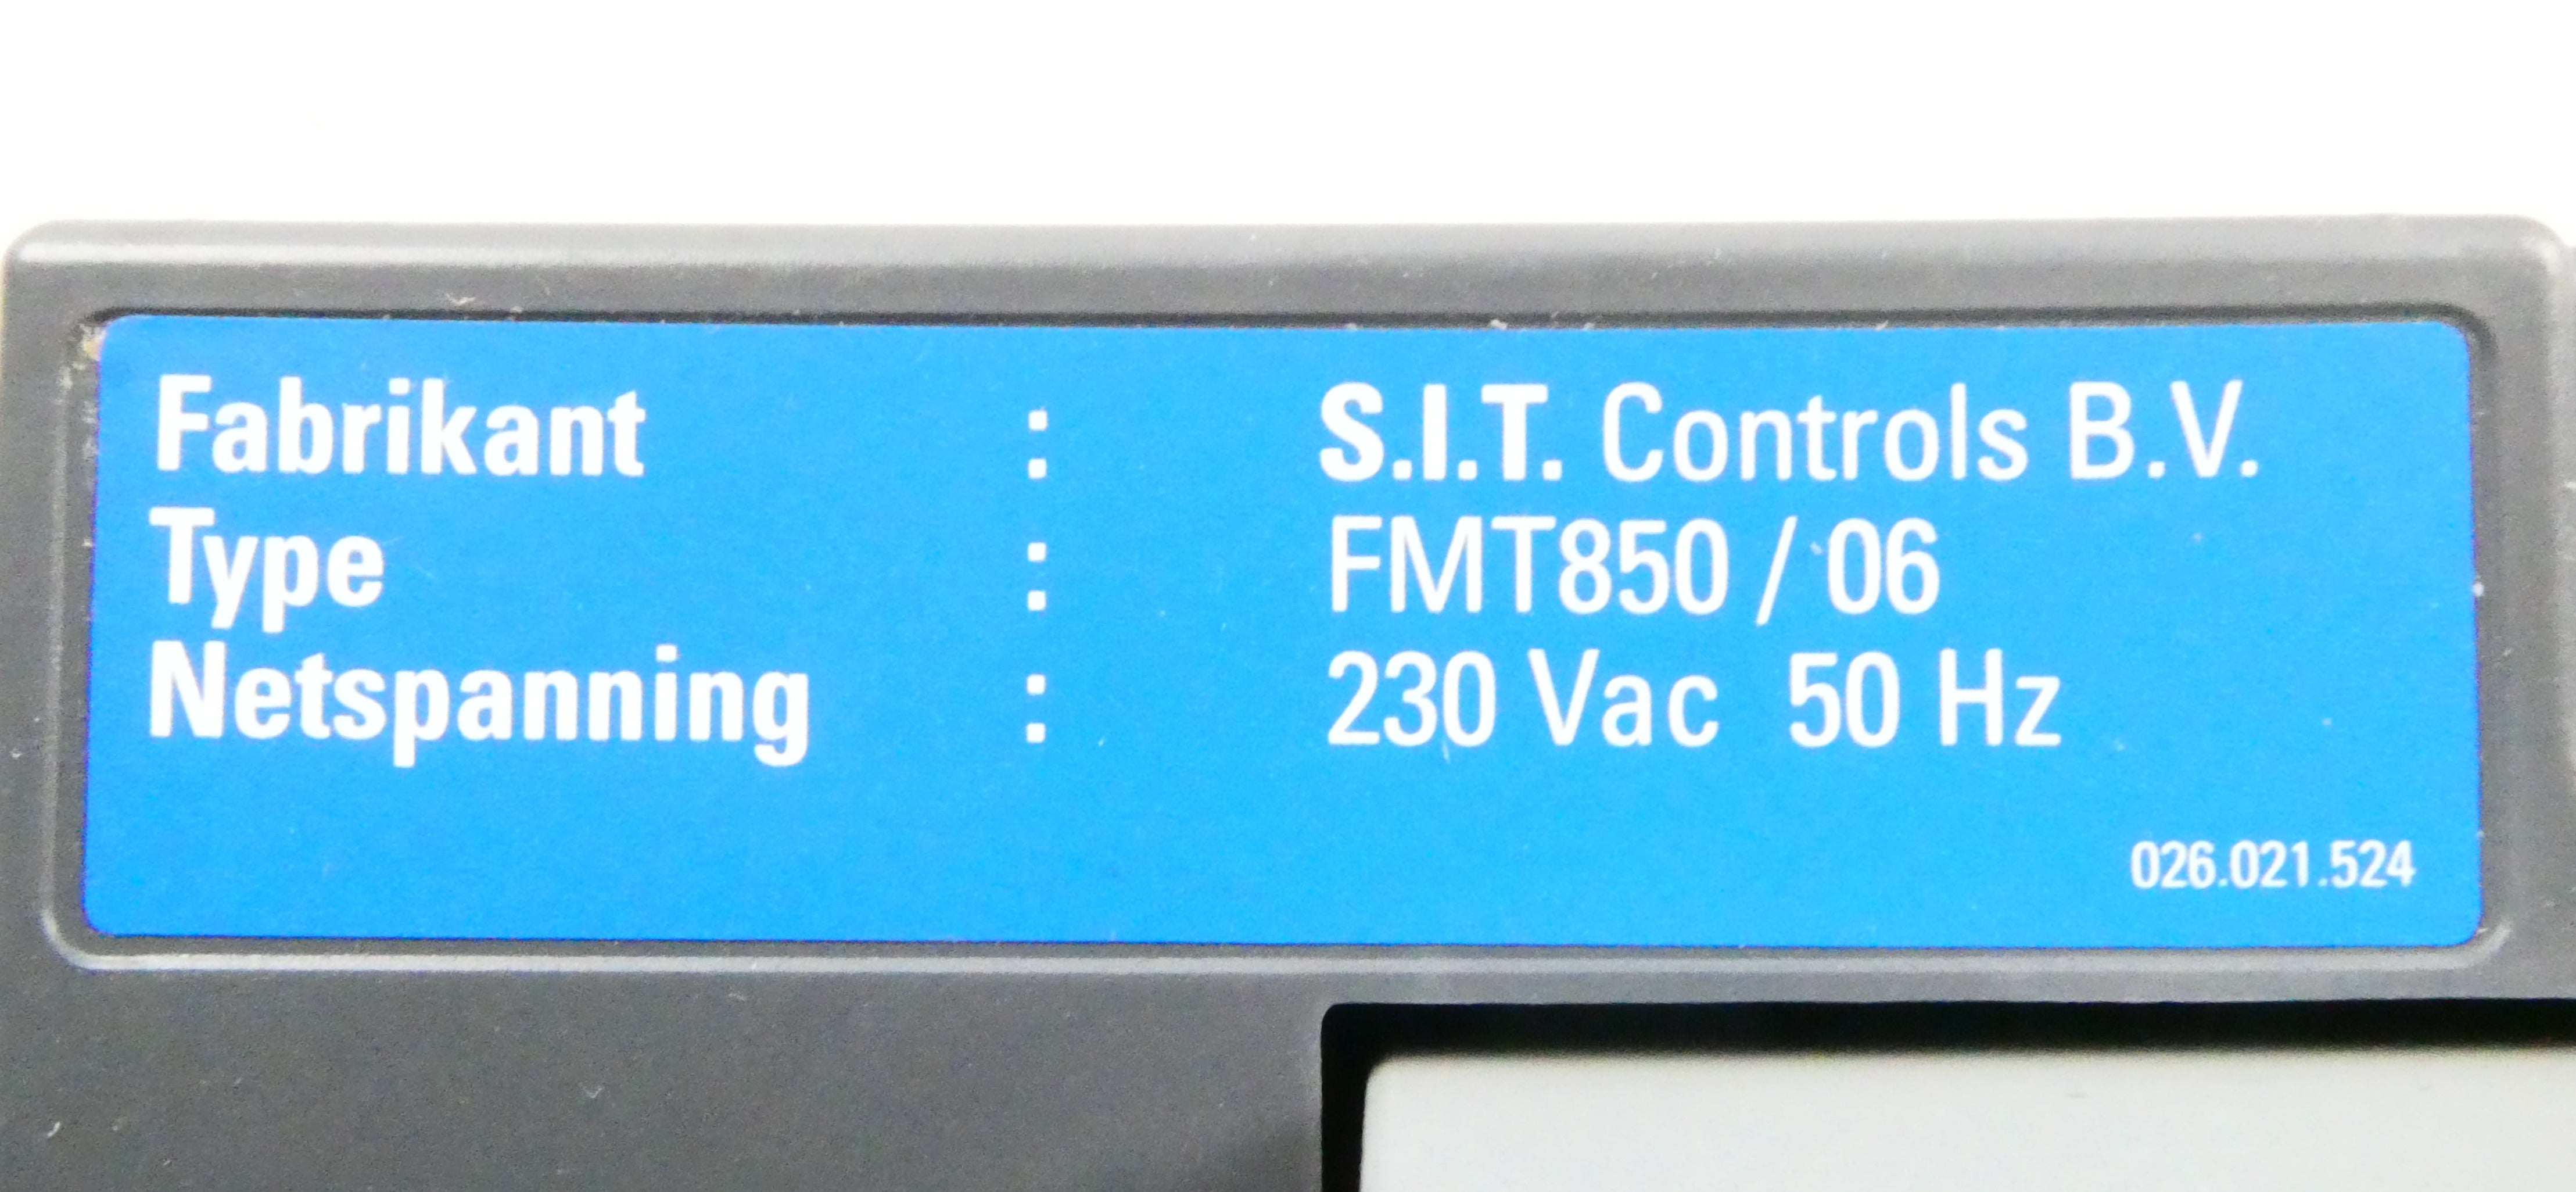 Fabrikant : S.I.T. Controls B.V.
Type : FMT850 / 06
Netspanning : 230 Vac 50 Hz
026.021.524